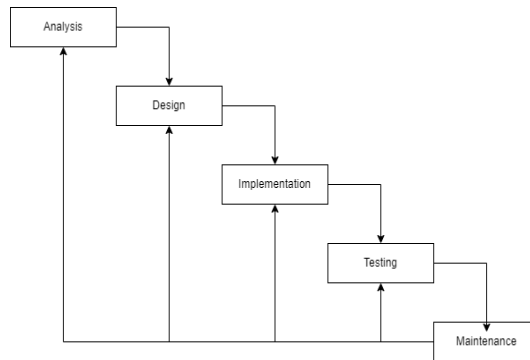 Analysis
Design
Implementation
Testing
Maintenance